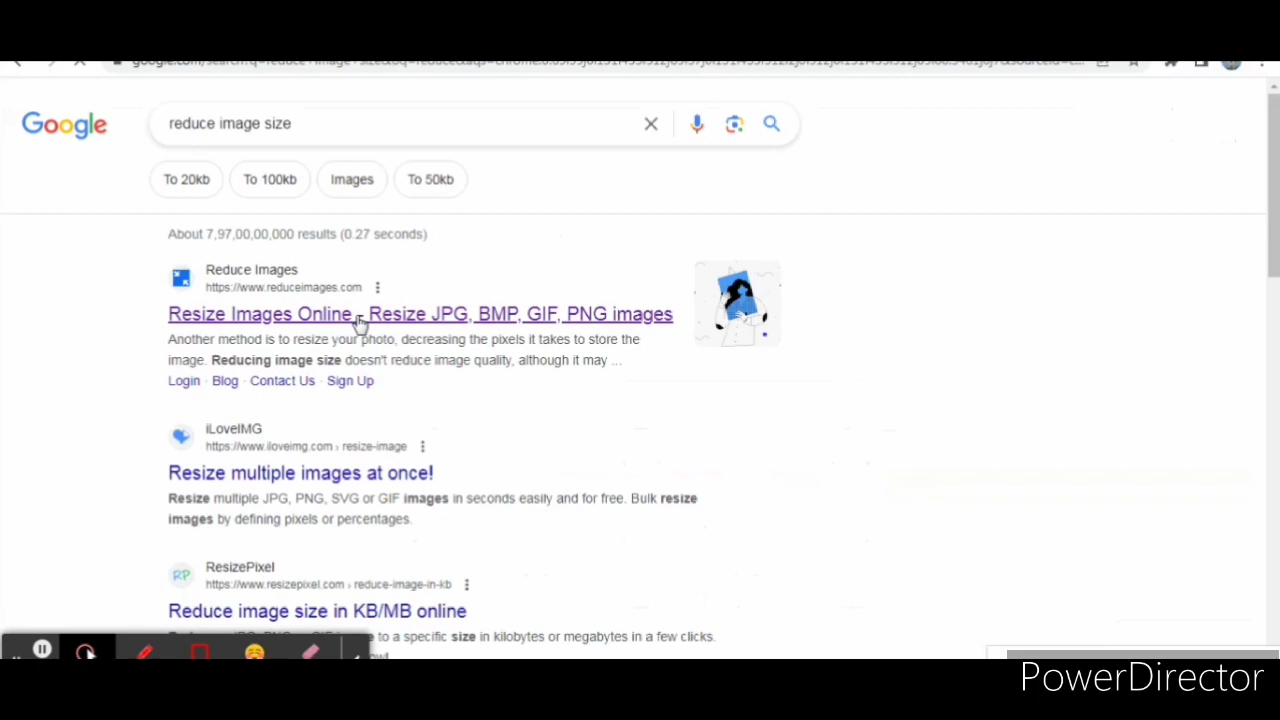 Google
reduce image size
To 20kb
To 100kb
Images
To 50kb
About 7,97,00,00,000 results (0.27 seconds)
Reduce Images
https://www.reduceimages.com
Resize Images Online - Resize JPG, BMP, GIF, PNG images
Another method is to resize your photo, decreasing the pixels it takes to store the
image. Reducing image size doesn't reduce image quality, although it may ...
Login · Blog · Contact Us · Sign Up
iLoveIMG
https://www.iloveimg.com › resize-image
Resize multiple images at once!
Resize multiple JPG, PNG, SVG or GIF images in seconds easily and for free. Bulk resize
images by defining pixels or percentages.
RP
ResizePixel
https://www.resizepixel.com › reduce-image-in-kb
Reduce image size in KB/MB online
to a specific size in kilobytes or megabytes in a few clicks.
PowerDirector